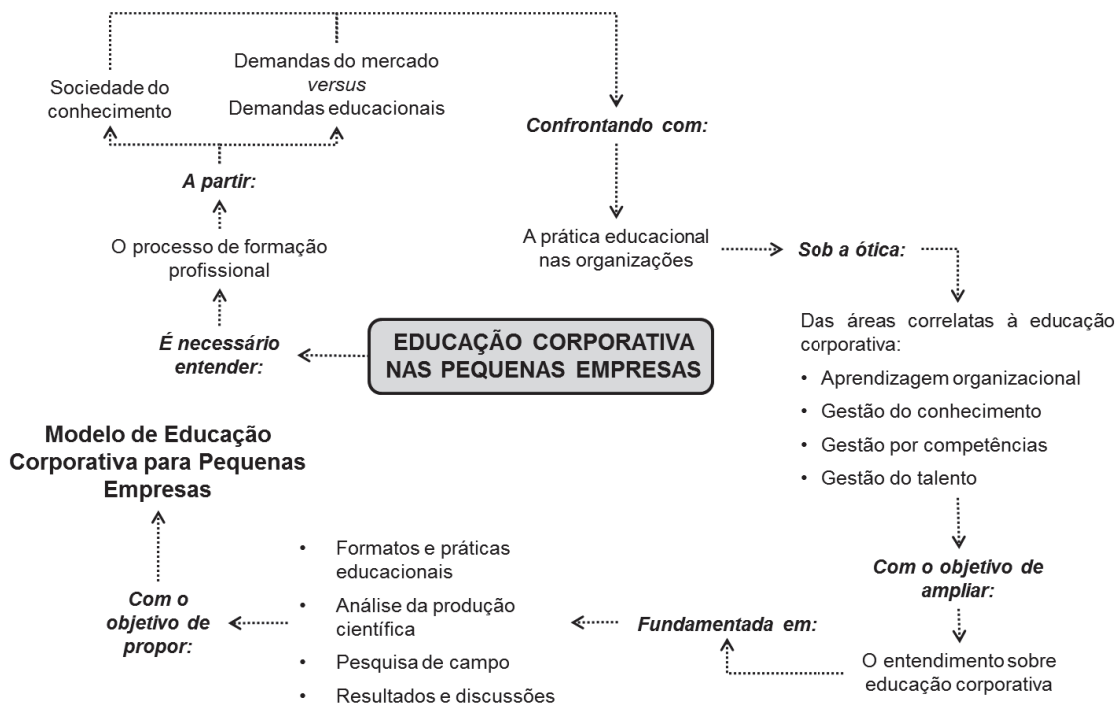 EDUCAÇÃO CORPORATIVA
NAS PEQUENAS EMPRESAS
É necessário
entender:
O processo de formação
profissional
A partir:
Sociedade do
conhecimento
Demandas do mercado
versus
Demandas educacionais
Confrontando com:
A prática educacional
nas organizações
Sob a ótica:
Das áreas correlatas à educação
corporativa:
• Aprendizagem organizacional
• Gestão do conhecimento
• Gestão por competências
• Gestão do talento
Com o objetivo de
ampliar:
O entendimento sobre
educação corporativa
Fundamentada em:
• Formatos e práticas
educacionais
• Análise da produção
científica
• Pesquisa de campo
• Resultados e discussões
Com o
objetivo de
propor:
Modelo de Educação
Corporativa para Pequenas
Empresas